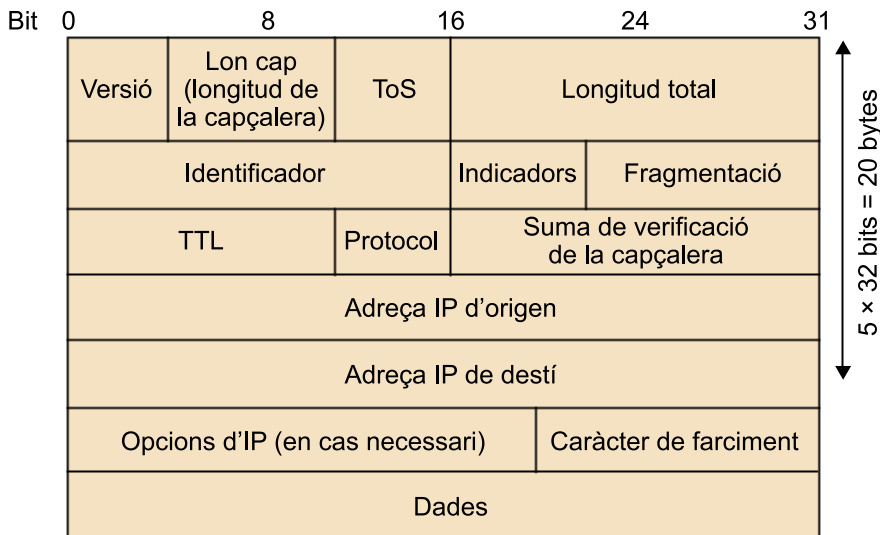 Bit 0 8 16 24 31
Versió
Lon cap
(longitud de
la capçalera)
ToS
Longitud total
Identificador
Indicadors
Fragmentació
TTL
Protocol
Suma de verificació
de la capçalera
Adreça IP d’origen
Adreça IP de destí
Opcions d’IP (en cas necessari)
Caràcter de farciment
Dades
5 × 32 bits = 20 bytes